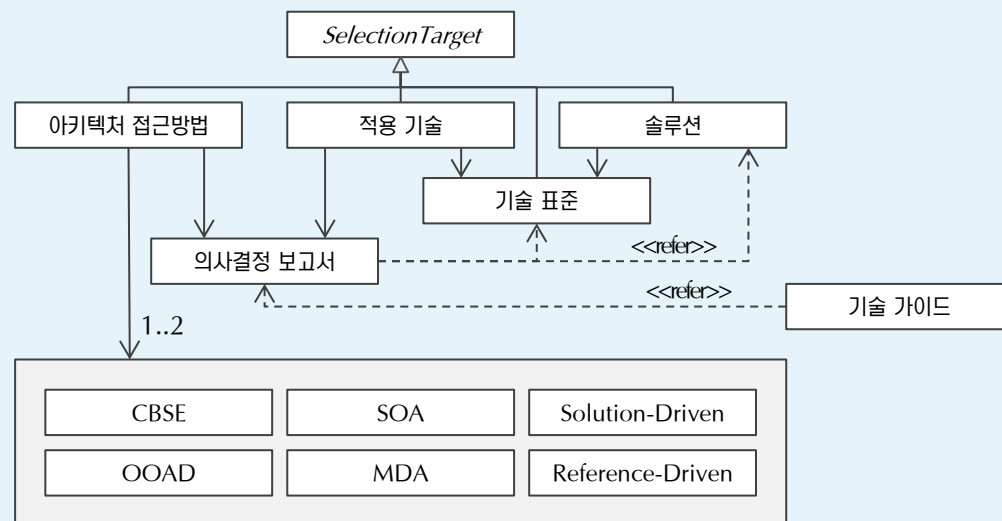 SelectionTarget
아키텍처 접근방법
적용 기술
솔루션
기술 표준
<<refer>>
의사결정 보고서
<<refer>>
기술 가이드
1..2
CBSE
SOA
Solution-Driven
OOAD
MDA
Reference-Driven